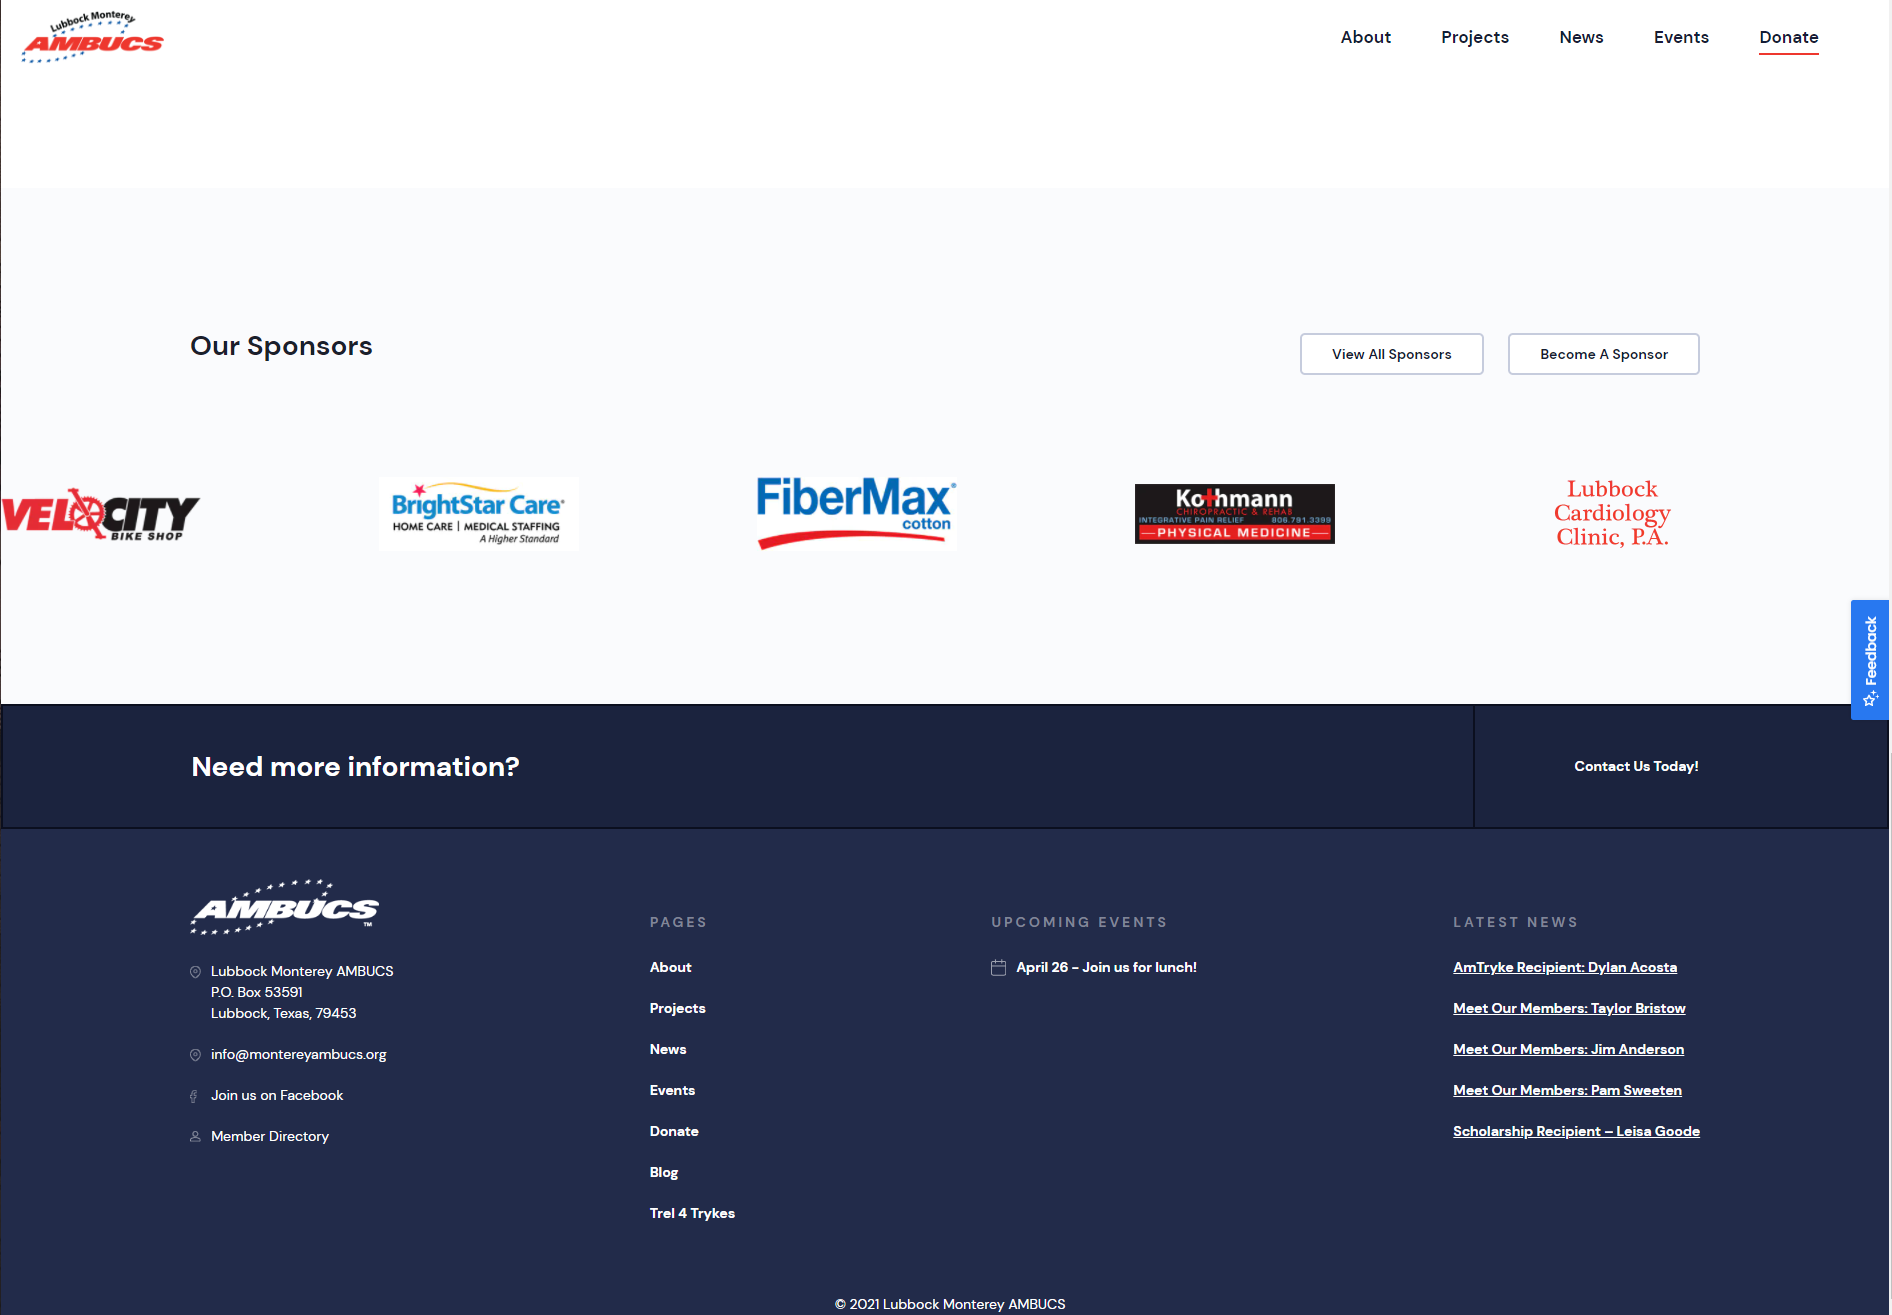 Lubbock Monterey
AMBUCS
About
Projects
News
Events
Donate
Our Sponsors
View All Sponsors
Become A Sponsor
VELOCITY
BIKE SHOP
BrightStar Care®
HOME CARE | MEDICAL STAFFING
A Higher Standard
FiberMax®
cotton
Kothmann
CHIROPRACTIC & REHAB
INTEGRATIVE PAIN RELIEF 806.791.3399
PHYSICAL MEDICINE
Lubbock
Cardiology
Clinic, P.A.
Feedback
Need more information?
Contact Us Today!
AMBUCS™
Lubbock Monterey AMBUCS
P.O. Box 53591
Lubbock, Texas, 79453
info@montereyambucs.org
Join us on Facebook
Member Directory
PAGES
About
Projects
News
Events
Donate
Blog
Trel 4 Trykes
UPCOMING EVENTS
April 26 - Join us for lunch!
LATEST NEWS
AmTryke Recipient: Dylan Acosta
Meet Our Members: Taylor Bristow
Meet Our Members: Jim Anderson
Meet Our Members: Pam Sweeten
Scholarship Recipient – Leisa Goode
© 2021 Lubbock Monterey AMBUCS